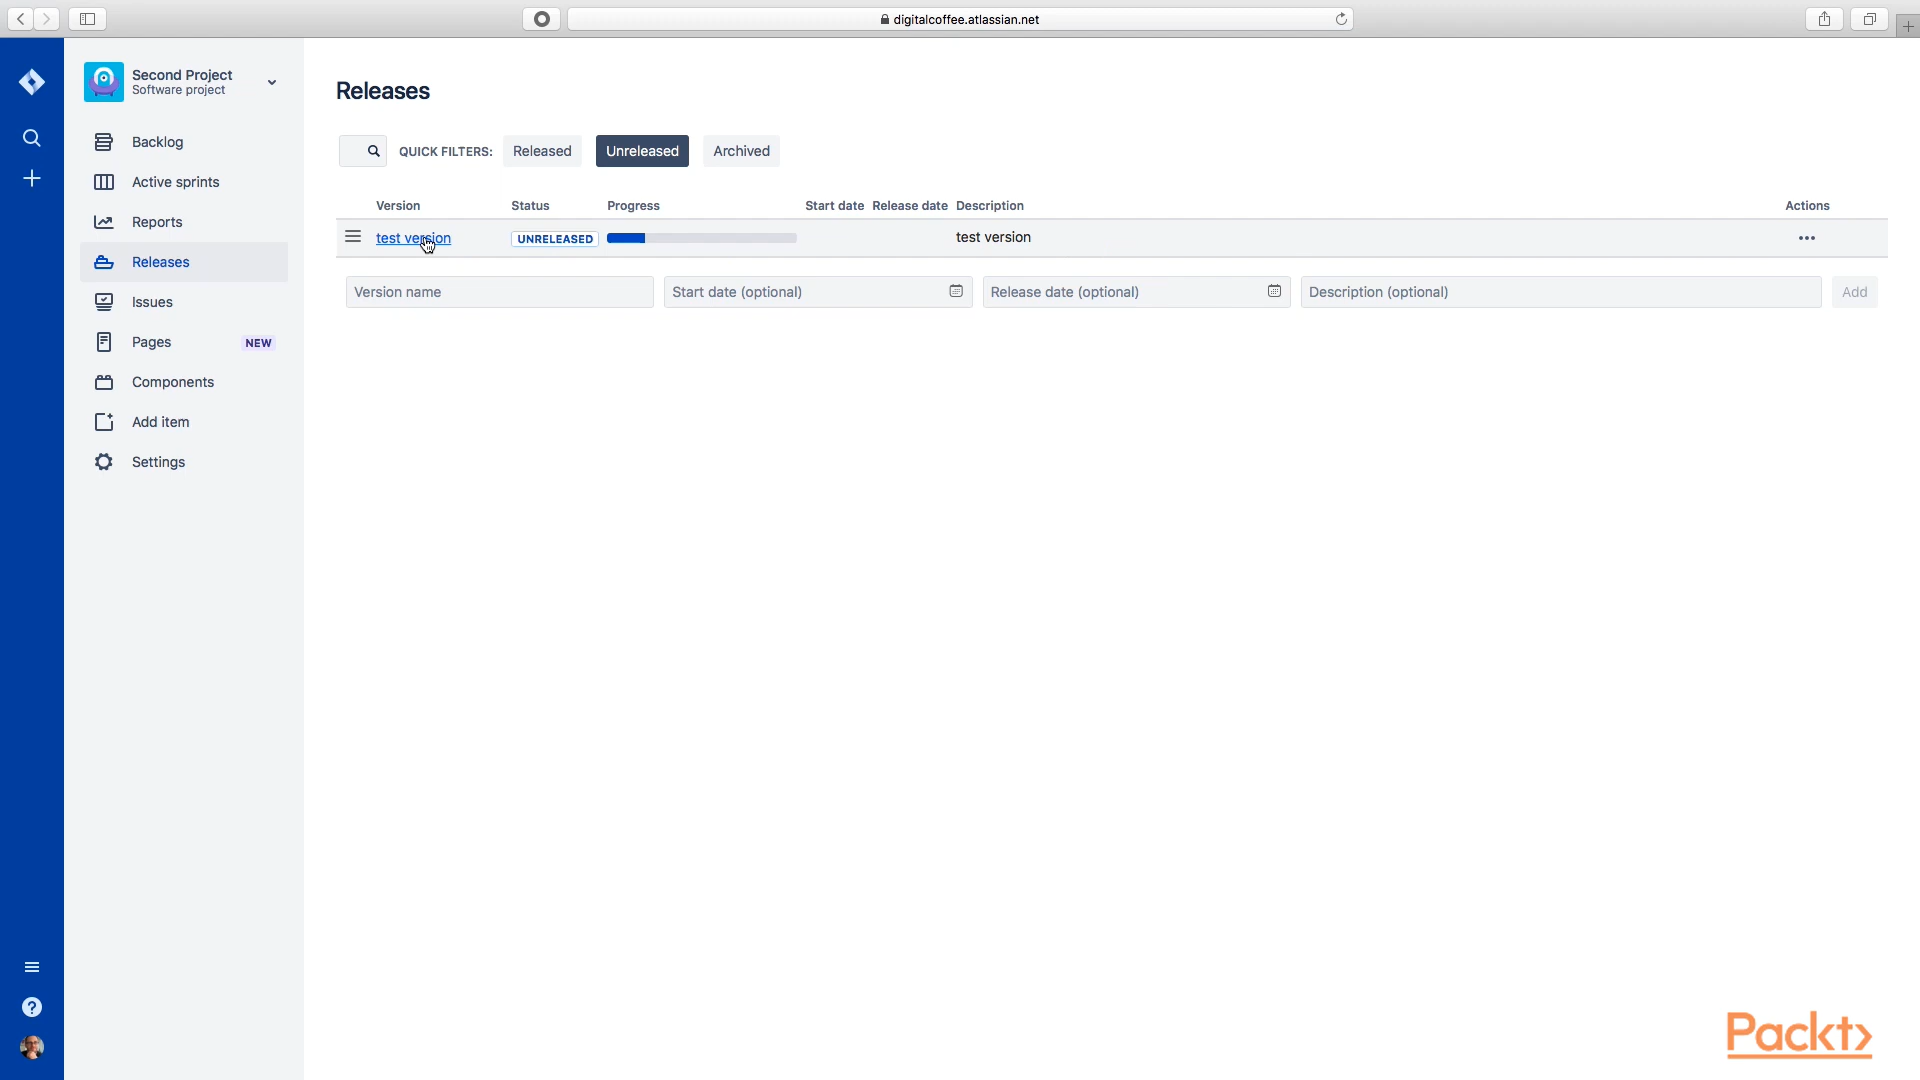 digitalcoffee.atlassian.net
Second Project
Software project
Backlog
Active sprints
Reports
Releases
Issues
Pages NEW
Components
Add item
Settings
Releases
QUICK FILTERS: Released Unreleased Archived
Version Status Progress Start date Release date Description Actions
test version UNRELEASED test version
Version name Start date (optional) Release date (optional) Description (optional) Add
Packt>